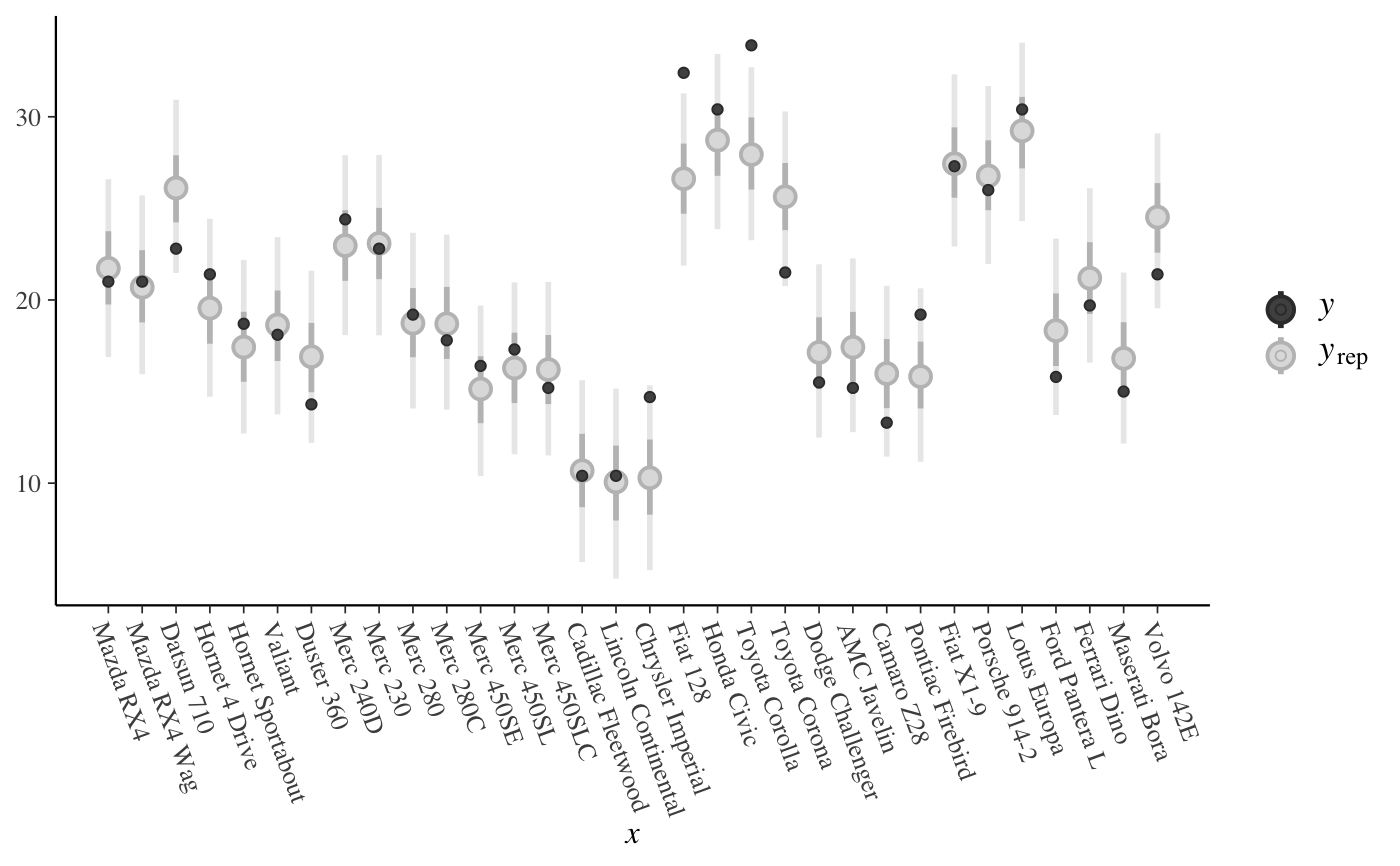 30
20
10
Mazda RX4
Mazda RX4 Wag
Datsun 710
Hornet 4 Drive
Hornet Sportabout
Valiant
Duster 360
Merc 240D
Merc 230
Merc 280
Merc 280C
Merc 450SE
Merc 450SL
Merc 450SLC
Cadillac Fleetwood
Lincoln Continental
Chrysler Imperial
Fiat 128
Honda Civic
Toyota Corolla
Toyota Corona
Dodge Challenger
AMC Javelin
Camaro Z28
Pontiac Firebird
Fiat X1-9
Porsche 914-2
Lotus Europa
Ford Pantera L
Ferrari Dino
Maserati Bora
Volvo 142E
x
y
y rep